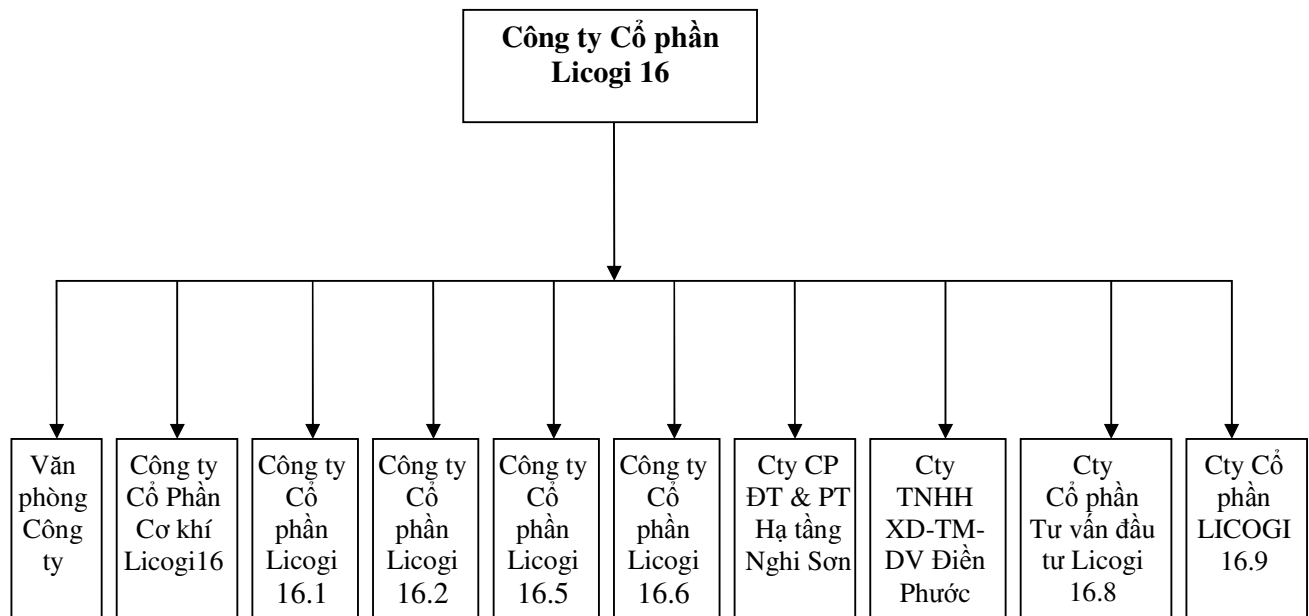 Công ty Cổ phần
Licogi 16
Văn
phòng
Công
ty
Công ty
Cổ Phần
Cơ khí
Licogi16
Công ty
Cổ
phần
Licogi
16.1
Công ty
Cổ
phần
Licogi
16.2
Công ty
Cổ
phần
Licogi
16.5
Công ty
Cổ
phần
Licogi
16.6
Cty CP
ĐT & PT
Hạ tầng
Nghi Sơn
Cty
TNHH
XD-TM-
DV Điền
Phước
Cty
Cổ phần
Tư vấn đầu
tư Licogi
16.8
Cty Cổ
phần
LICOGI
16.9